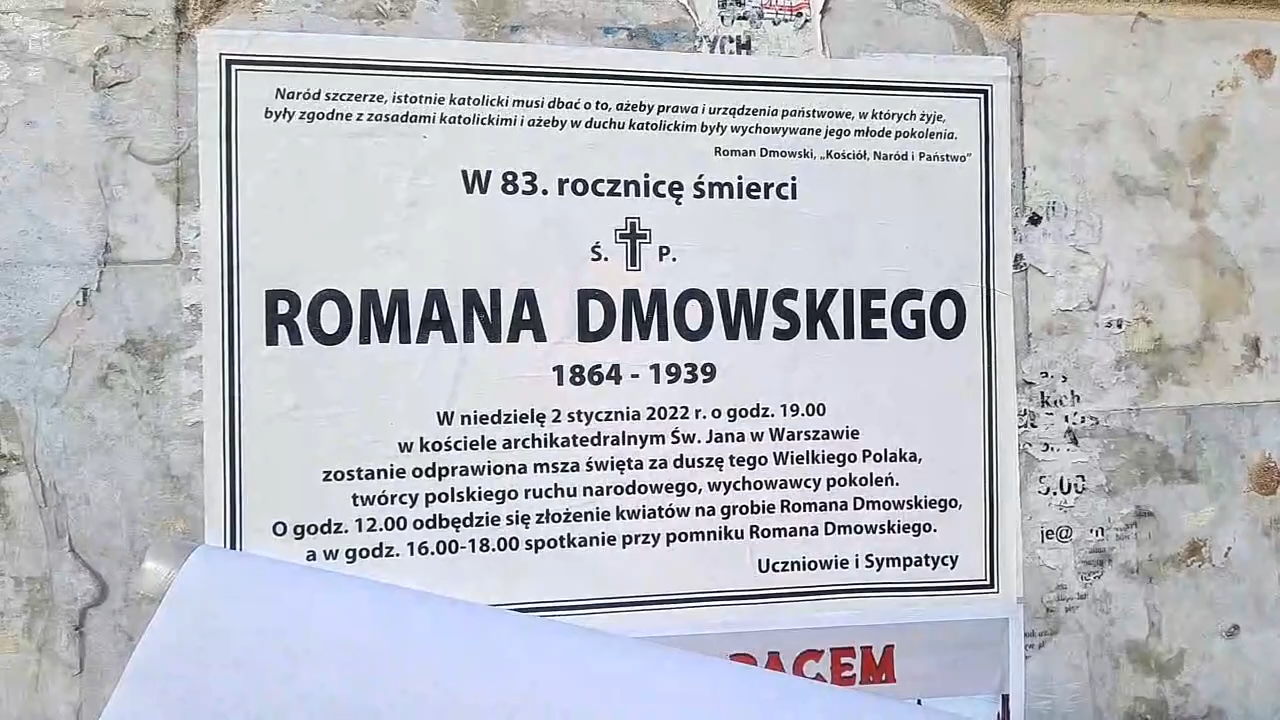 YCH
Naród szczerze, istotnie katolicki musi dbać o to, ażeby prawa i urządzenia państwowe, w których żyje,
były zgodne z zasadami katolickimi i ażeby w duchu katolickim były wychowywane jego młode pokolenia.
Roman Dmowski, „Kościół, Naród i Państwo"
W 83. rocznicę śmierci
Ś. P.
ROMANA DMOWSKIEGO
1864 - 1939
W niedzielę 2 stycznia 2022 r. o godz. 19.00
w kościele archikatedralnym Św. Jana w Warszawie
zostanie odprawiona msza święta za duszę tego Wielkiego Polaka,
twórcy polskiego ruchu narodowego, wychowawcy pokoleń.
O godz. 12.00 odbędzie się złożenie kwiatów na grobie Romana Dmowskiego,
a w godz. 16.00-18.00 spotkanie przy pomniku Romana Dmowskiego.
Uczniowie i Sympatycy
kich
5.00
je@
PACEM